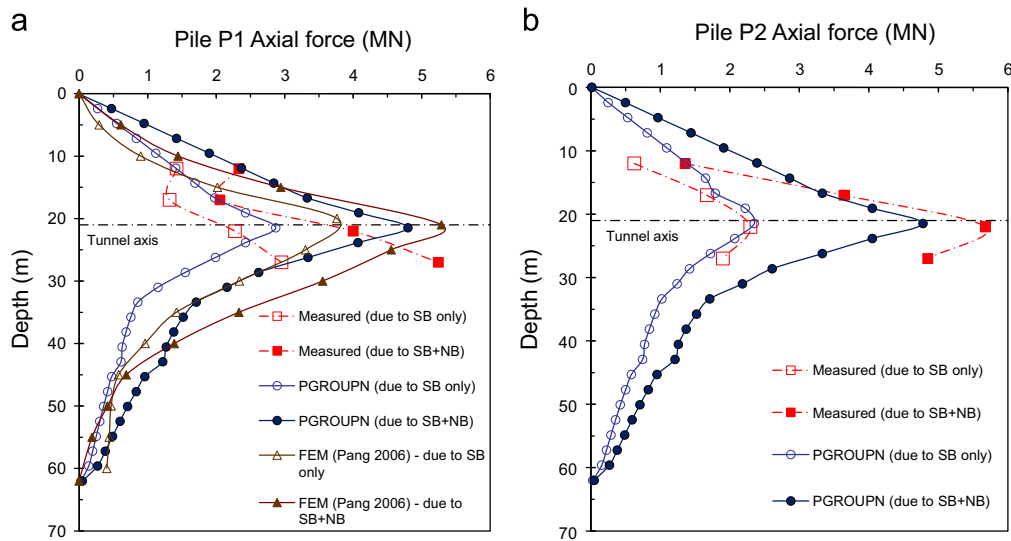 a
Pile P1 Axial force (MN)
0 1 2 3 4 5 6
0
10
20
30
40
50
60
70
Depth (m)
Tunnel axis
Measured (due to SB only)
Measured (due to SB+NB)
PGROUPN (due to SB only)
PGROUPN (due to SB+NB)
FEM (Pang 2006) - due to SB
only
FEM (Pang 2006) - due to
SB+NB
b
Pile P2 Axial force (MN)
0 1 2 3 4 5 6
0
10
20
30
40
50
60
70
Depth (m)
Tunnel axis
Measured (due to SB only)
Measured (due to SB+NB)
PGROUPN (due to SB only)
PGROUPN (due to SB+NB)